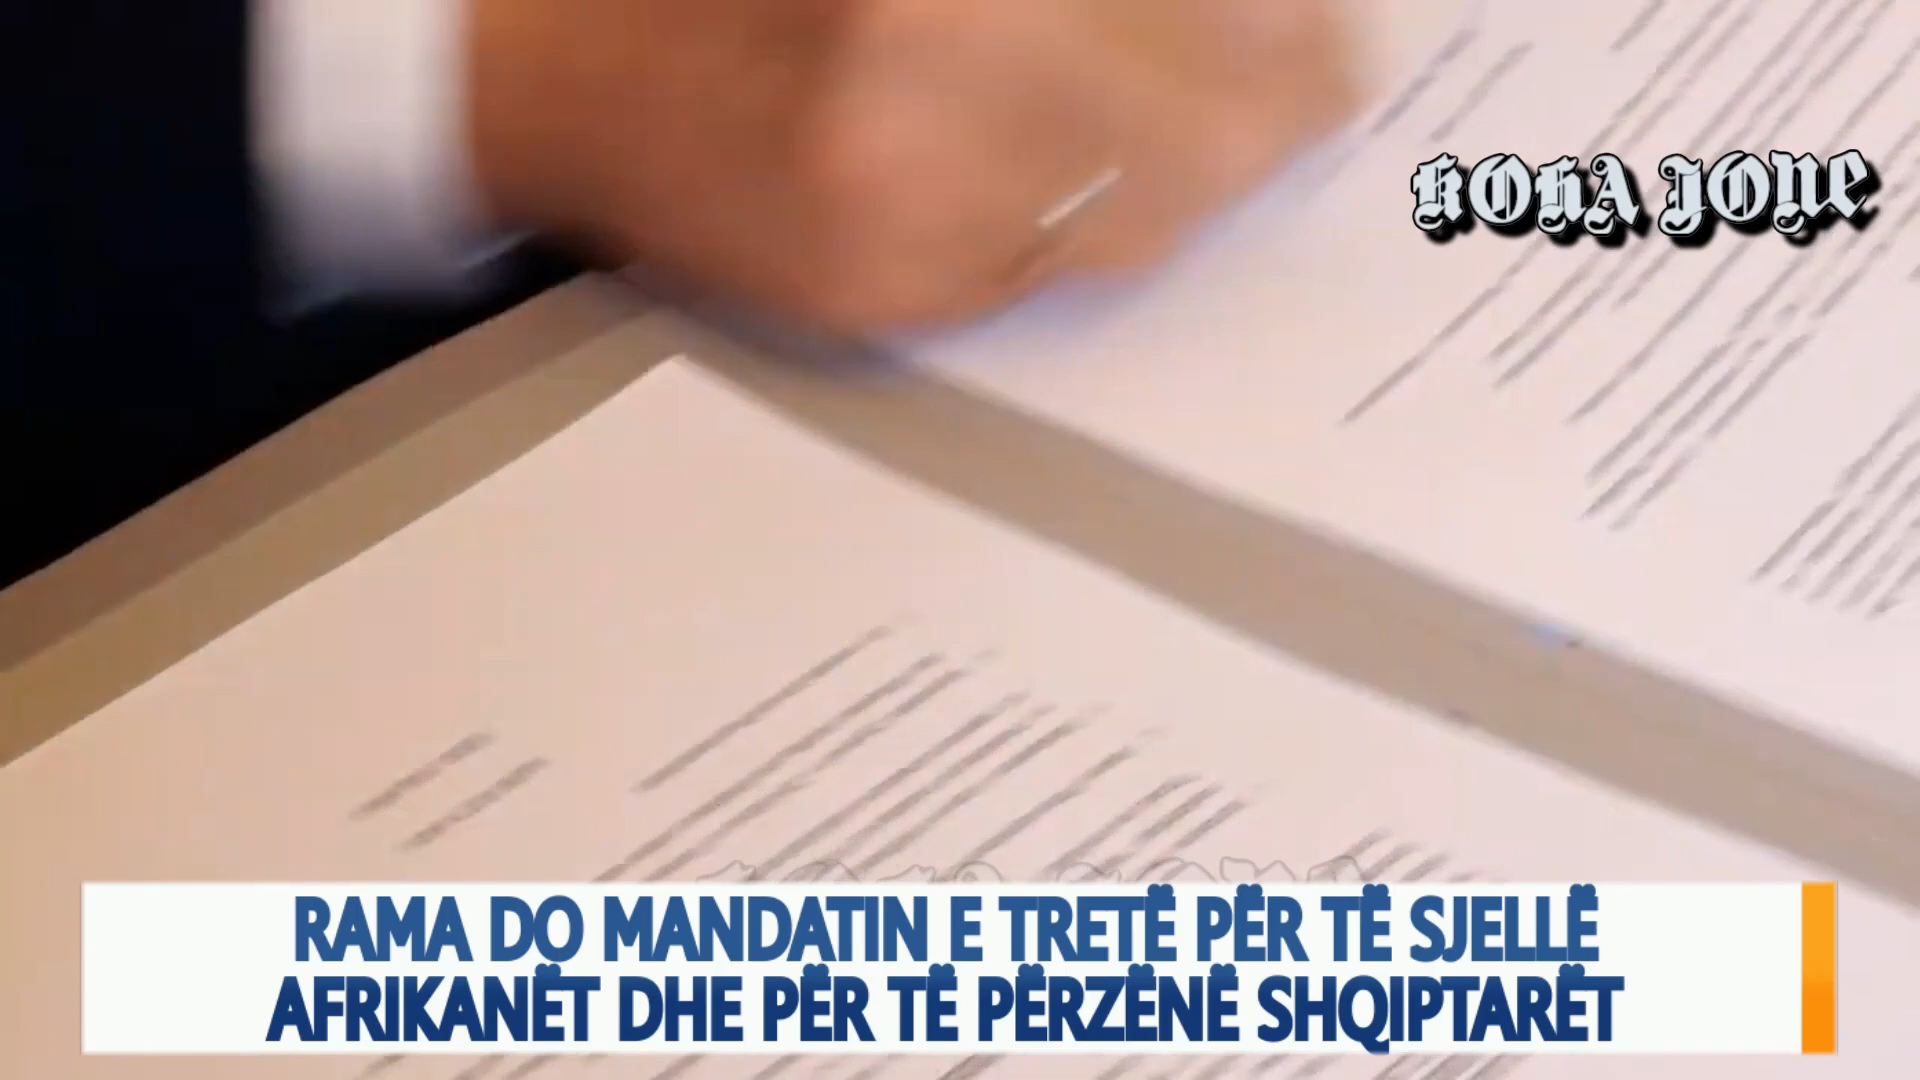 KOHA JONE
RAMA DO MANDATIN E TRETË PËR TË SJELLË
AFRIKANËT DHE PËR TË PËRZËNË SHQIPTARËT